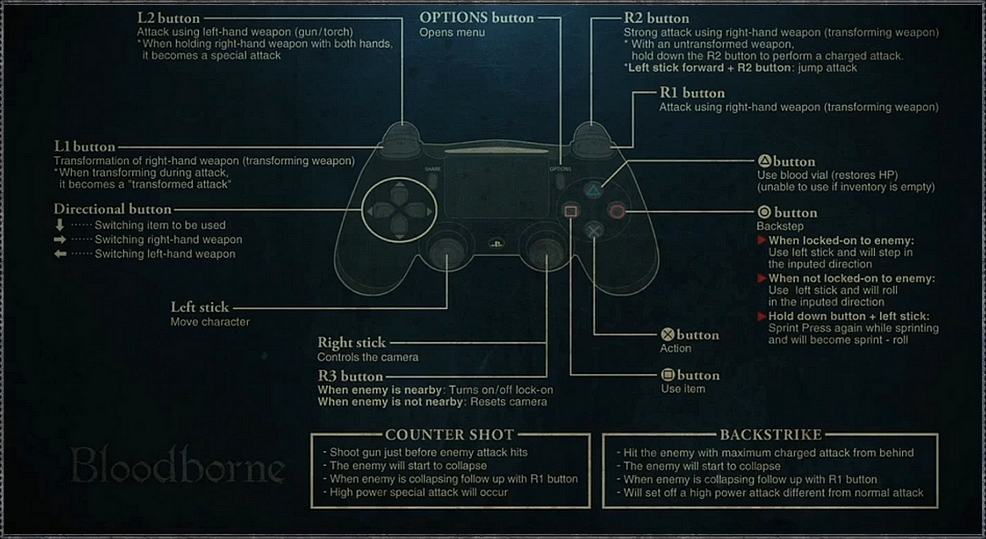 L2 button
Attack using left-hand weapon (gun/torch)
*When holding right-hand weapon with both hands,
it becomes a special attack
OPTIONS button
Opens menu
R2 button
Strong attack using right-hand weapon (transforming weapon)
* With an untransformed weapon,
hold down the R2 button to perform a charged attack.
*Left stick forward + R2 button: jump attack
R1 button
Attack using right-hand weapon (transforming weapon)
L1 button
Transformation of right-hand weapon (transforming weapon)
*When transforming during attack,
it becomes a "transformed attack"
Directional button
⬇ ······ Switching item to be used
➡ ······ Switching right-hand weapon
⬅ ······ Switching left-hand weapon
SHARE
OPTIONS
△ button
Use blood vial (restores HP)
(unable to use if inventory is empty)
○ button
Backstep
▶ When locked-on to enemy:
Use left stick and will step in
the inputed direction
▶ When not locked-on to enemy:
Use left stick and will roll
in the inputed direction
▶ Hold down button + left stick:
Sprint Press again while sprinting
and will become sprint - roll
Left stick
Move character
Right stick
Controls the camera
R3 button
When enemy is nearby: Turns on/off lock-on
When enemy is not nearby: Resets camera
✕ button
Action
□ button
Use item
Bloodborne
COUNTER SHOT
- Shoot gun just before enemy attack hits
- The enemy will start to collapse
- When enemy is collapsing follow up with R1 button
- High power special attack will occur
BACKSTRIKE
- Hit the enemy with maximum charged attack from behind
- The enemy will start to collapse
- When enemy is collapsing follow up with R1 button
- Will set off a high power attack different from normal attack